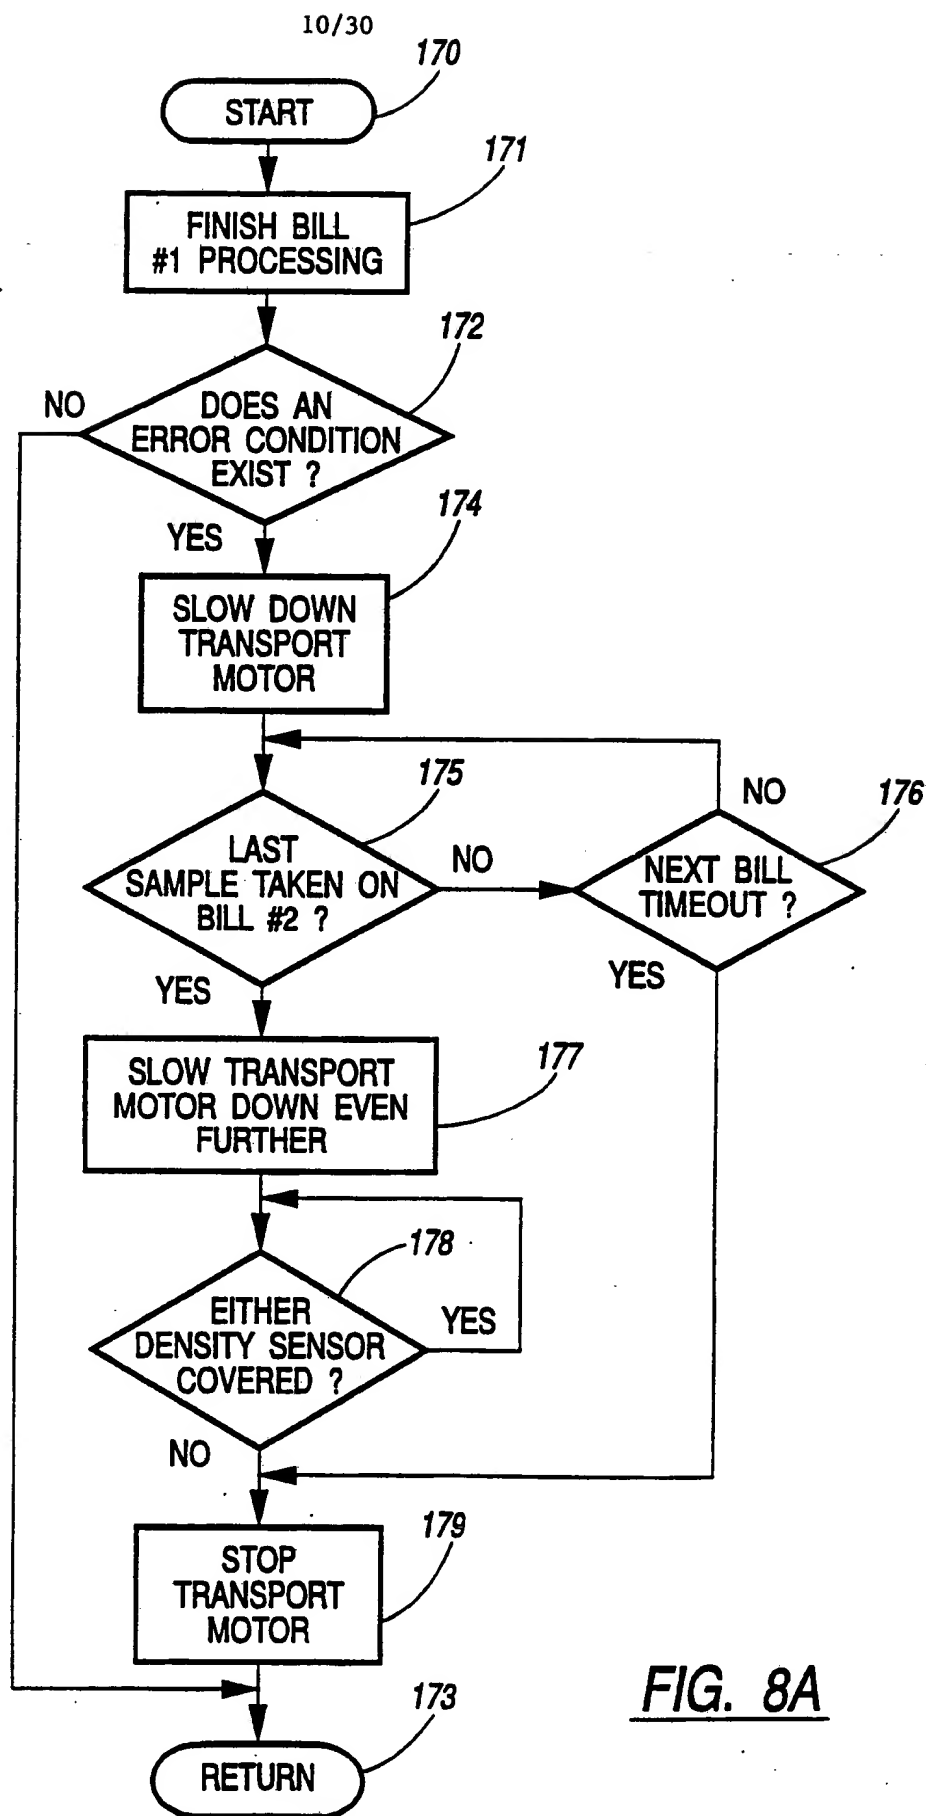 10/30
170
START
171
FINISH BILL
#1 PROCESSING
172
NO
DOES AN
ERROR CONDITION
EXIST ?
174
YES
SLOW DOWN
TRANSPORT
MOTOR
175
NO
176
LAST
SAMPLE TAKEN ON
BILL #2 ?
NO
NEXT BILL
TIMEOUT ?
YES
YES
177
SLOW TRANSPORT
MOTOR DOWN EVEN
FURTHER
178
EITHER
DENSITY SENSOR
COVERED ?
YES
NO
179
STOP
TRANSPORT
MOTOR
173
RETURN
FIG. 8A